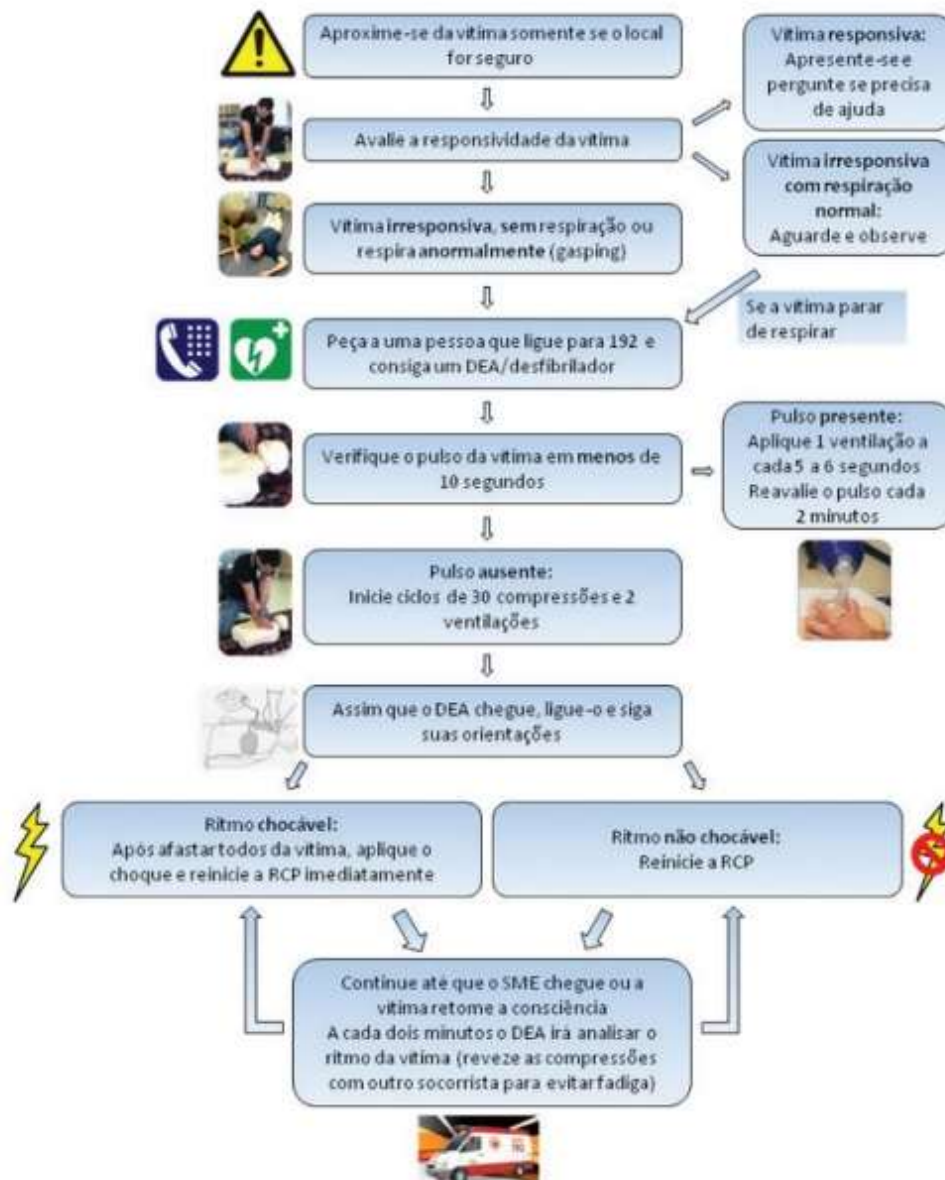 Aproxime-se da vítima somente se o local
for seguro
Vítima responsiva:
Apresente-se e
pergunte se precisa
de ajuda
Avalie a responsividade da vítima
Vítima irresponsiva
com respiração
normal:
Aguarde e observe
Vítima irresponsiva, sem respiração ou
respira anormalmente (gasping)
Se a vítima parar
de respirar
Peça a uma pessoa que ligue para 192 e
consiga um DEA/desfibrilador
Verifique o pulso da vítima em menos de
10 segundos
Pulso presente:
Aplique 1 ventilação a
cada 5 a 6 segundos
Reavalie o pulso cada
2 minutos
Pulso ausente:
Inicie ciclos de 30 compressões e 2
ventilações
Assim que o DEA chegue, ligue-o e siga
suas orientações
Ritmo chocável:
Após afastar todos da vítima, aplique o
choque e reinicie a RCP imediatamente
Ritmo não chocável:
Reinicie a RCP
Continue até que o SME chegue ou a
vítima retome a consciência
A cada dois minutos o DEA irá analisar o
ritmo da vítima (reveze as compressões
com outro socorrista para evitar fadiga)